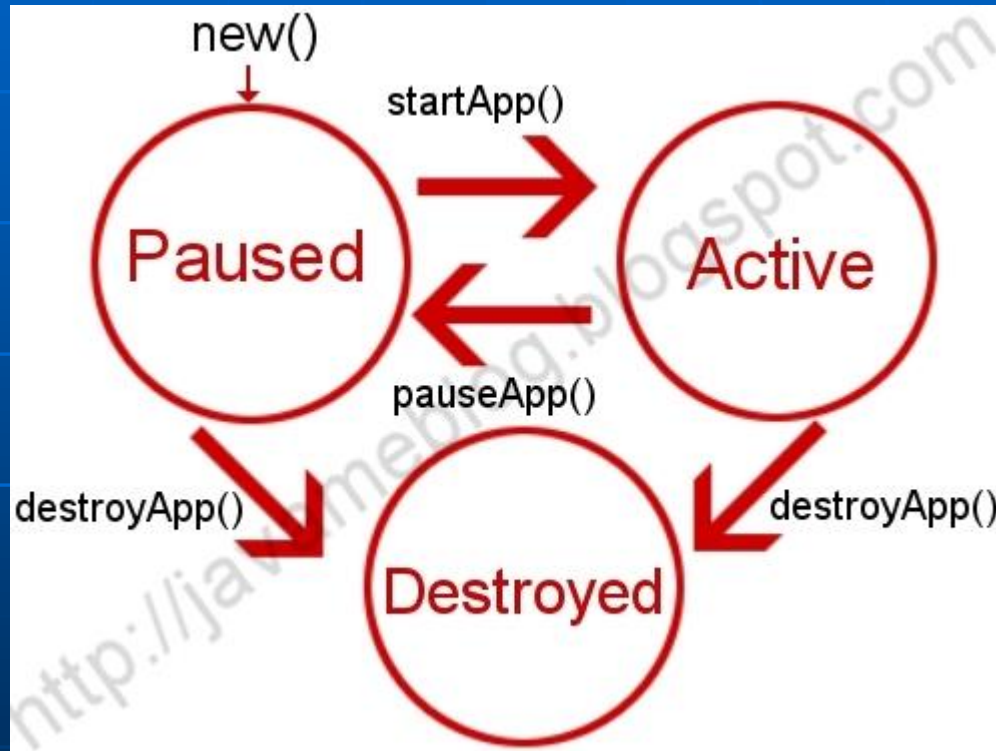 new()
startApp()
Paused
Active
pauseApp()
destroyApp()
destroyApp()
Destroyed
http://javameblog.blogspot.com